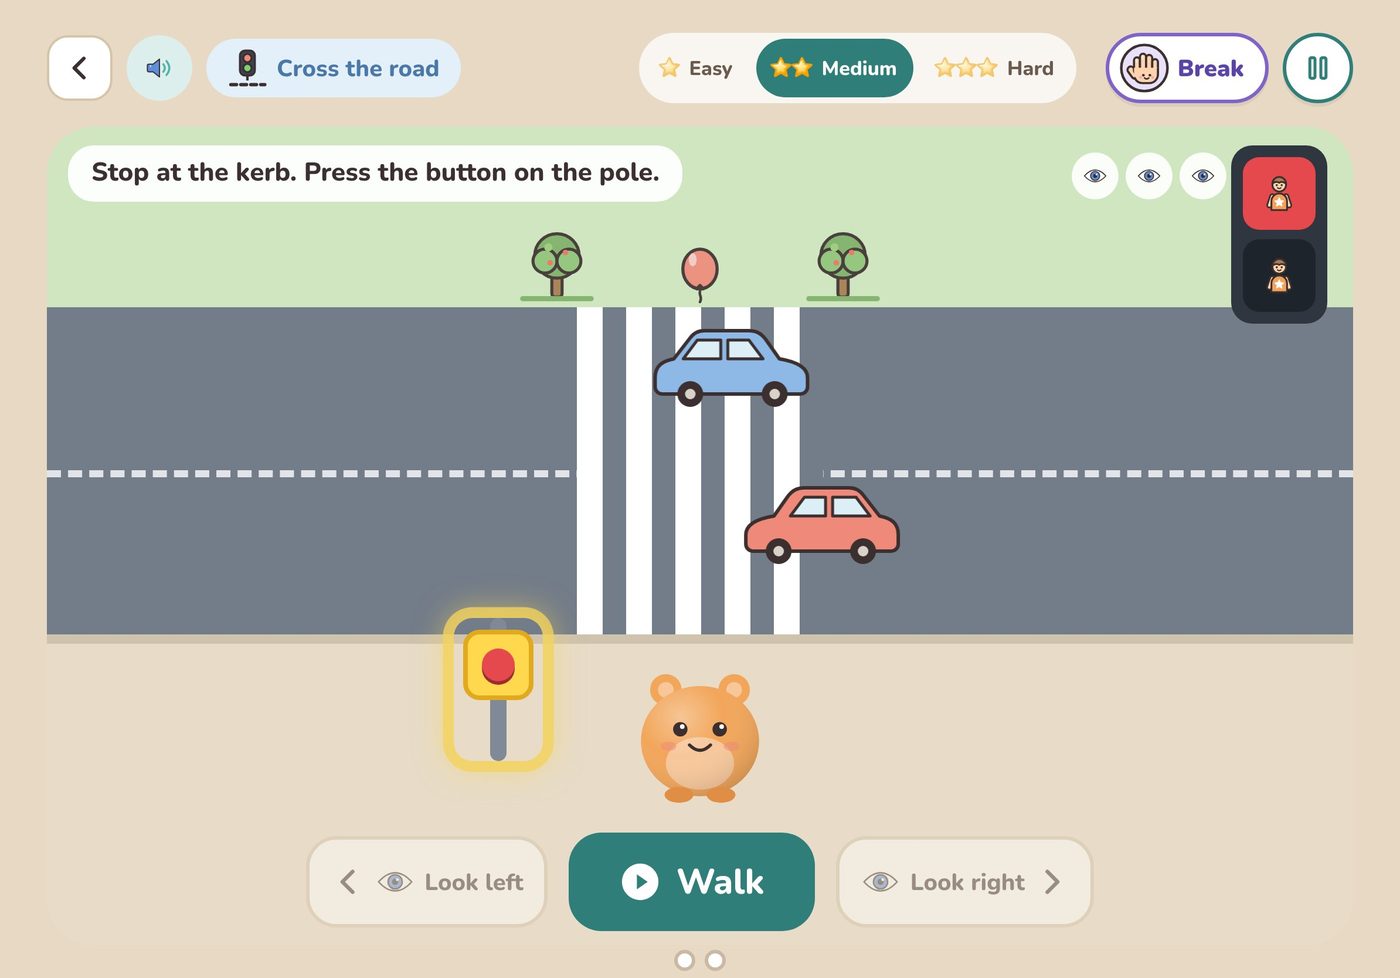 Cross the road
Easy
Medium
Hard
Break
Stop at the kerb. Press the button on the pole.
Look left
Walk
Look right